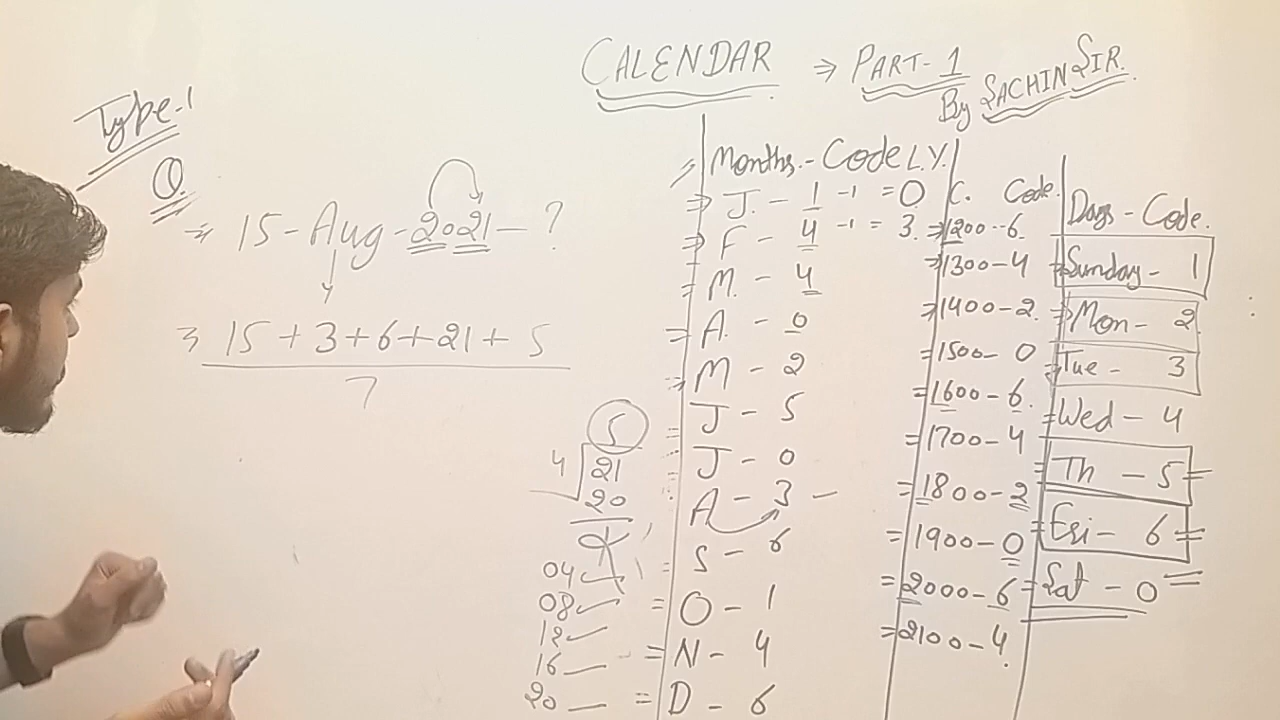 CALENDAR ⇒ PART-1
By SACHIN SIR.
Type-1
Q.
⇒ 15-Aug-2021-?
⇒ 15+3+6+21+5
7
5
4 21
20
04
08
12
16
20
⇒ Months.-Code L.Y.
⇒ J. - 1 -1 = 0
⇒ F - 4 -1 = 3.
= M. - 4
= A. - 0
⇒ M - 2
= J - 5
= J - 0
A - 3 -
= S - 6
= O - 1
= N - 4
= D - 6
C. Code
⇒ 1200--6.
⇒ 1300-4
⇒ 1400-2.
= 1500-0
= 1600-6.
= 1700-4
= 1800-2
= 1900-0
= 2000-6
= 2100-4.
Days-Code.
Sunday- 1
Mon- 2
Tue- 3
Wed-4
Th -5
Fri- 6
Sat-0